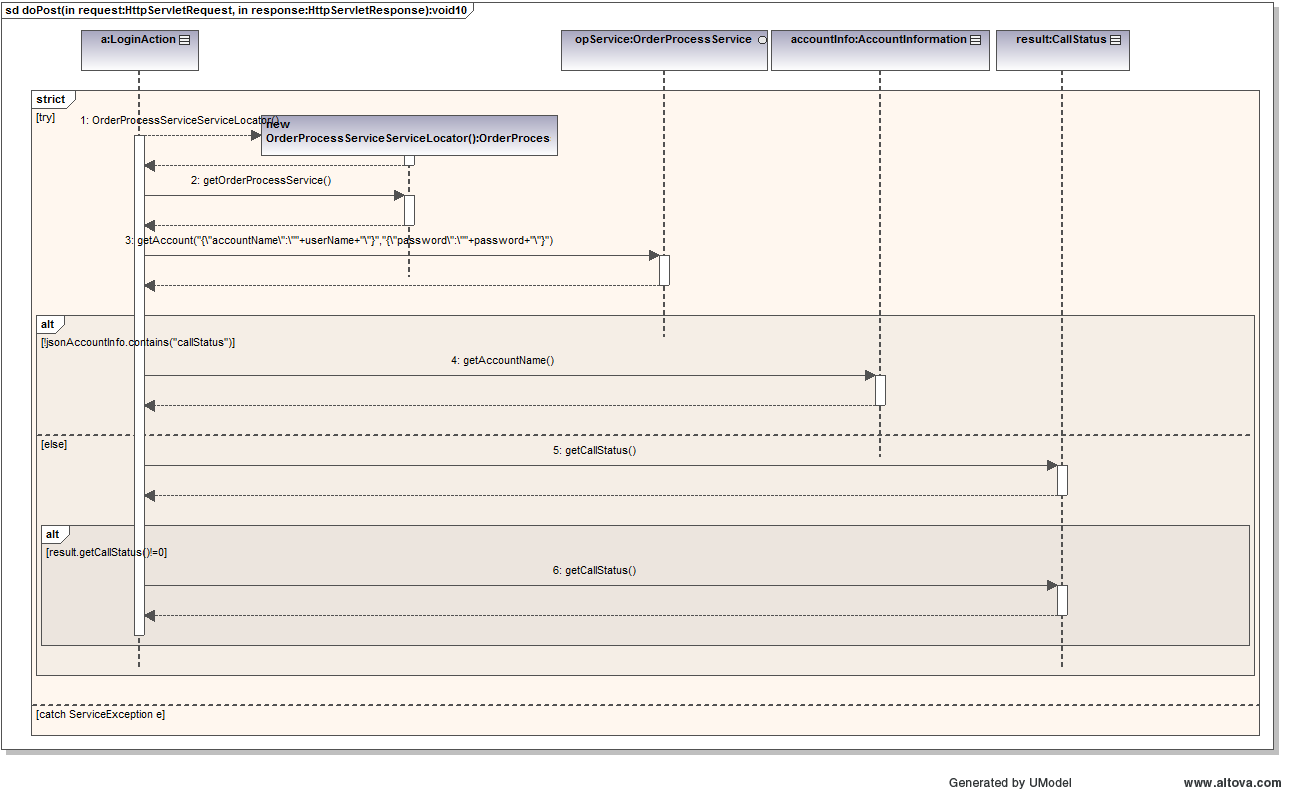 sd doPost(in request:HttpServletRequest, in response:HttpServletResponse):void10
a:LoginAction
opService:OrderProcessService
accountInfo:AccountInformation
result:CallStatus
strict
[try]
1: OrderProcessServiceServiceLocator()
new
OrderProcessServiceServiceLocator():OrderProces
2: getOrderProcessService()
3: getAccount("{\"accountName\":\""+userName+"\"}","{\"password\":\""+password+"\"}")
alt
[!jsonAccountInfo.contains("callStatus")]
4: getAccountName()
[else]
5: getCallStatus()
alt
[result.getCallStatus()!=0]
6: getCallStatus()
[catch ServiceException e]
Generated by UModel
www.altova.com